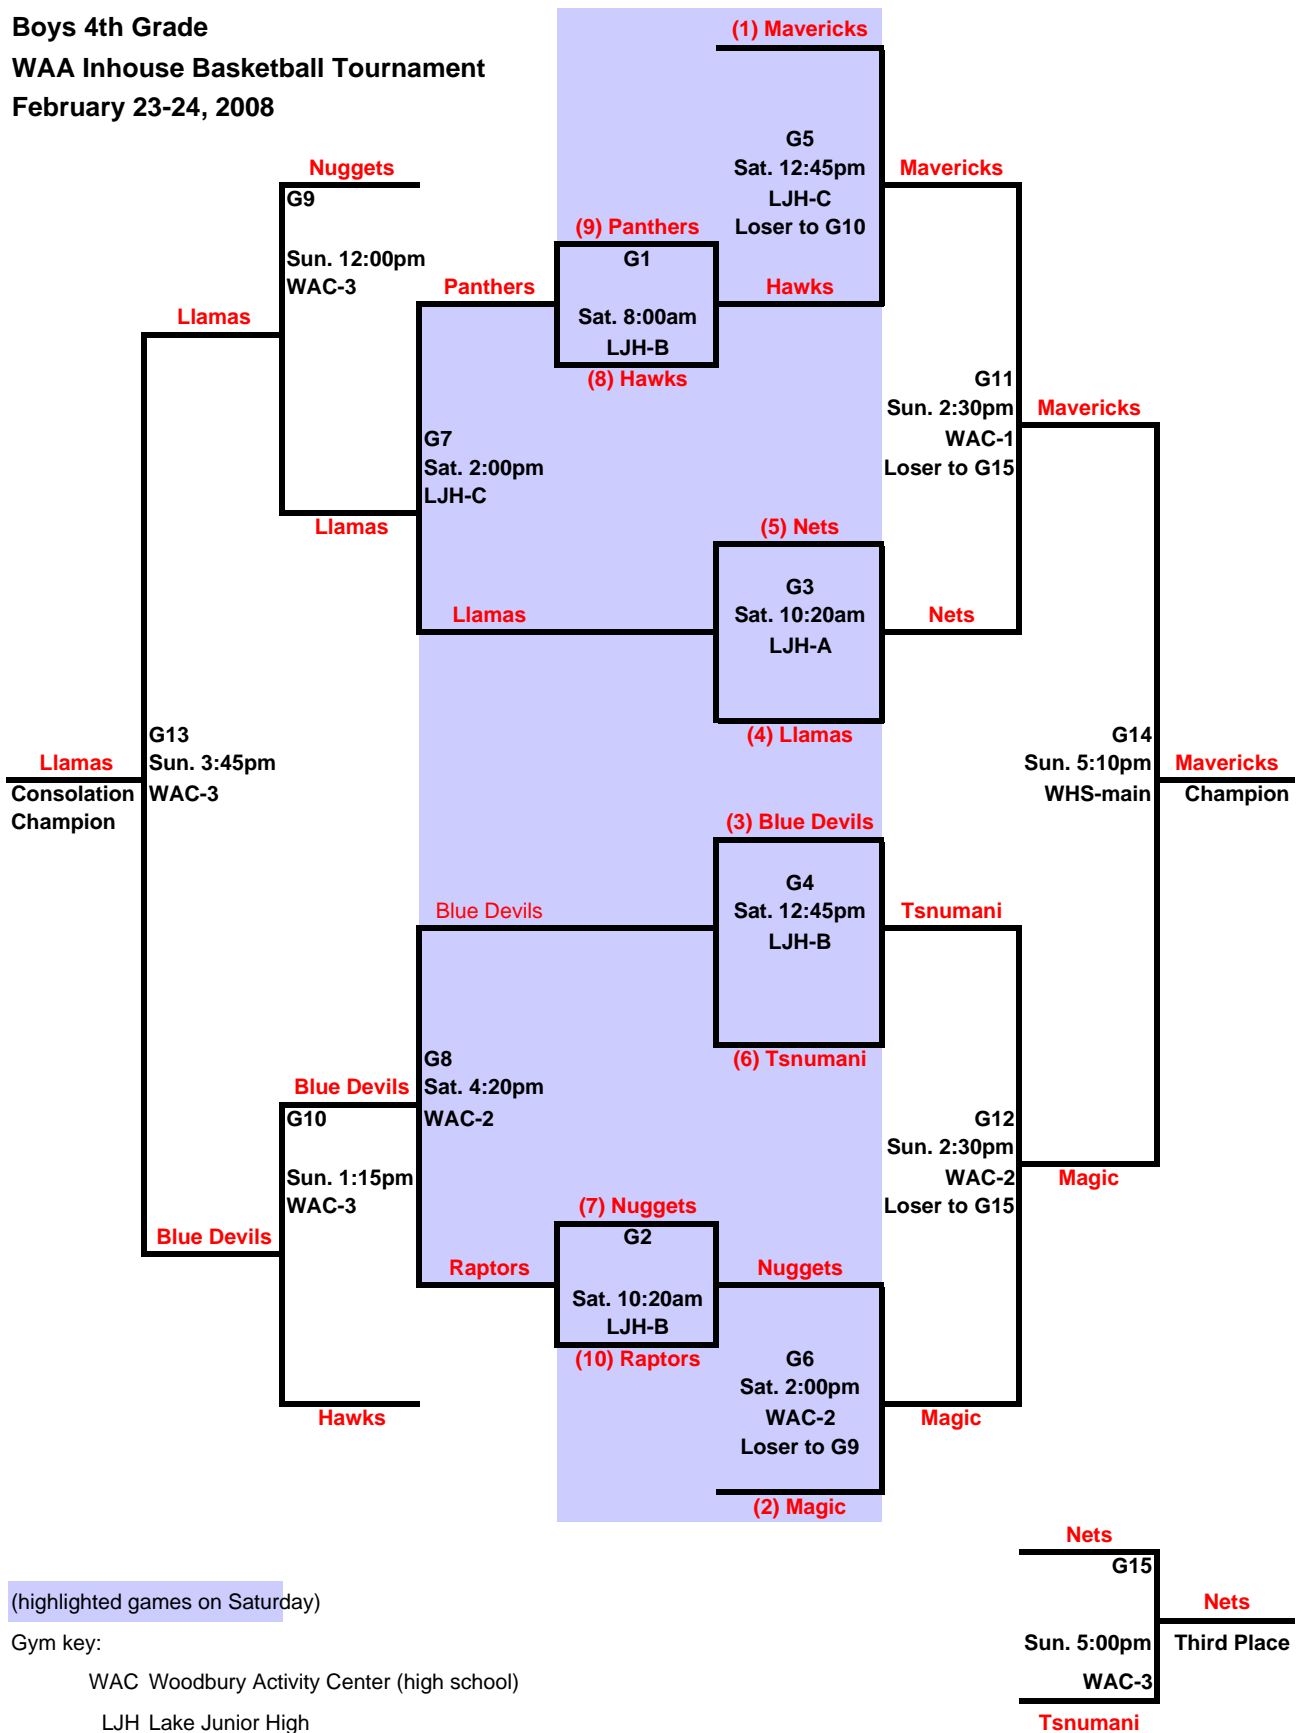 Boys 4th Grade
WAA Inhouse Basketball Tournament
February 23-24, 2008
(1) Mavericks
G5
Sat. 12:45pm
LJH-C
Loser to G10
Mavericks
Nuggets
G9
Sun. 12:00pm
WAC-3
(9) Panthers
G1
Sat. 8:00am
LJH-B
(8) Hawks
Panthers
Hawks
Llamas
G11
Sun. 2:30pm
WAC-1
Loser to G15
Mavericks
G7
Sat. 2:00pm
LJH-C
Llamas
(5) Nets
G3
Sat. 10:20am
LJH-A
(4) Llamas
Llamas
Nets
G13
Sun. 3:45pm
WAC-3
Llamas
Consolation
Champion
G14
Sun. 5:10pm
WHS-main
Mavericks
Champion
(3) Blue Devils
G4
Sat. 12:45pm
LJH-B
(6) Tsnumani
Blue Devils
Tsnumani
G8
Sat. 4:20pm
WAC-2
Blue Devils
G10
Sun. 1:15pm
WAC-3
G12
Sun. 2:30pm
WAC-2
Loser to G15
Magic
(7) Nuggets
G2
Sat. 10:20am
LJH-B
(10) Raptors
Blue Devils
Raptors
Nuggets
G6
Sat. 2:00pm
WAC-2
Loser to G9
(2) Magic
Hawks
Magic
Nets
G15
Sun. 5:00pm
WAC-3
Tsnumani
Nets
Third Place
(highlighted games on Saturday)
Gym key:
WAC Woodbury Activity Center (high school)
LJH Lake Junior High